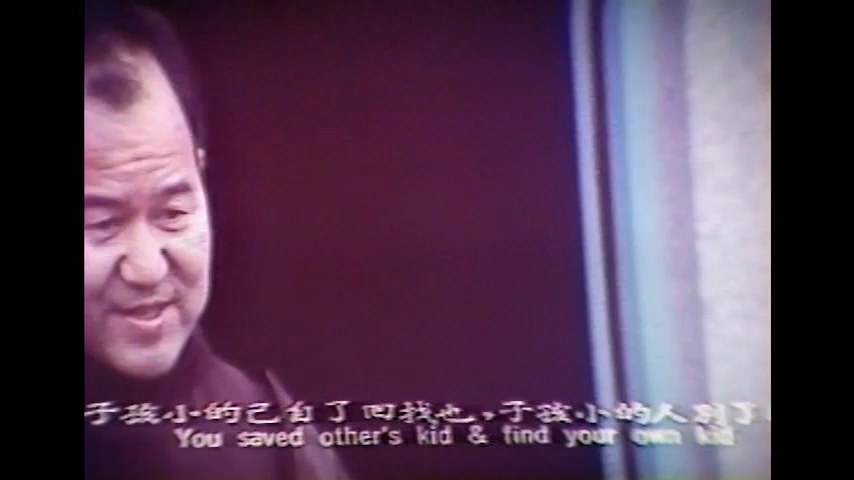 了别人的小孩子，也找回了自己的小孩子
You saved other's kid & find your own kid